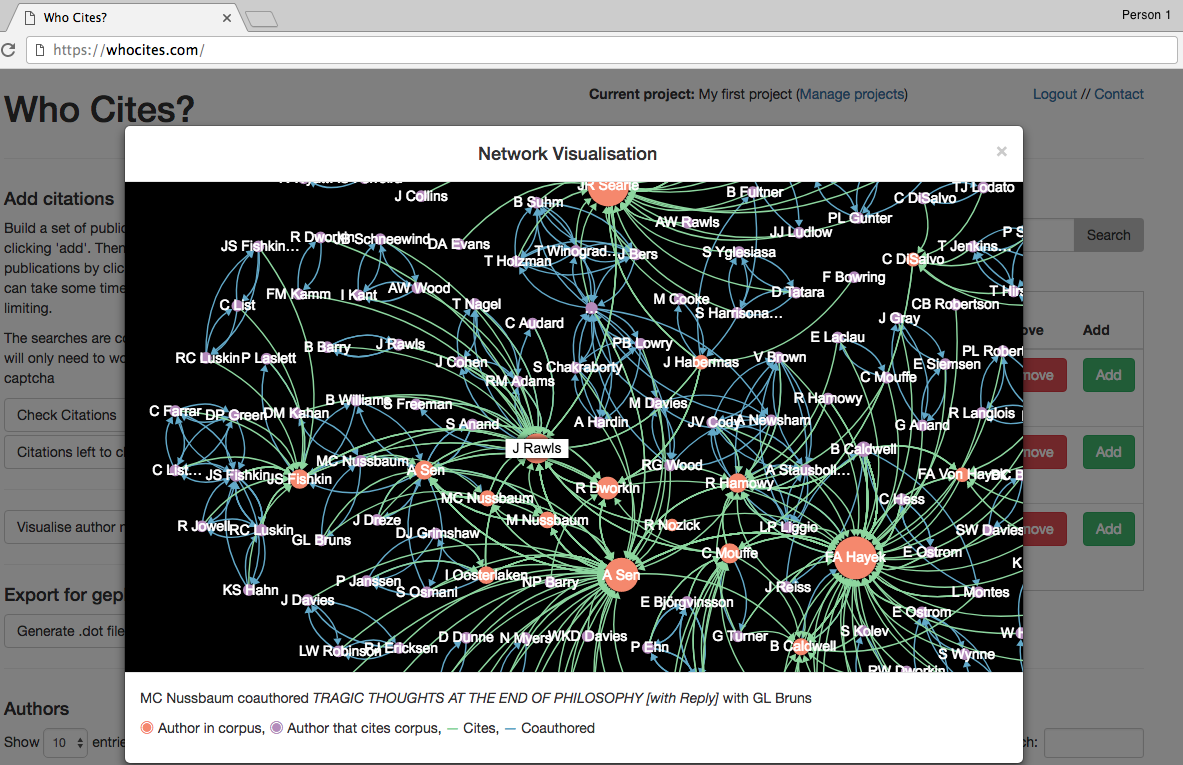 Who Cites?
Person 1
https://whocites.com/
Who Cites?
Current project: My first project (Manage projects)
Logout // Contact
Network Visualisation
×
Add citations
Build a set of public
clicking 'add'. Then
publications by clic
can take some time
limiting.
The searches are co
will only need to wo
captcha
Check Citations
Citations left to c
Visualise author n
Export for gep
Generate .dot file
Authors
Show 10 entrie
Search
ove
Add
nove
Add
nove
Add
nove
Add
ch:
JR Searle
J Collins
B Suhm
B Fultner
TJ Lodato
C DiSalvo
AW Rawls
PL Gunter
JJ Ludlow
P S
R Dworkin
B Schneewind
DA Evans
JS Fishkin...
T Winograd...
J Bers
S Yglesiasa
T Jenkins...
T Holzman
C DiSalvo
F Bowring
FM Kamm
I Kant
AW Wood
D Tatara
T Hirs
C List
T Nagel
...
M Cooke
S Harrisona...
CB Robertson
J Gray
C Audard
E Laclau
B Barry
J Rawls
PB Lowry
RC Luskin
P Laslett
J Cohen
S Chakraborty
J Habermas
V Brown
E Sjemsen
PL Robert
RM Adams
C Mouffe
B Williams
S Freeman
M Davies
R Hamowy
C Farrar
DP Green
DM Kahan
S Anand
A Hardin
JV Cody
A Newsham
R Langlois
G Anand
J Rawls
B Caldwell
C List...
JS Fishkin
JS Fishkin
MC Nussbaum
A Sen
RG Wood
A Stausboll...
FA Von Hayek
R Dworkin
R Hamowy
MC Nussbaum
C Hess
R Jowell
RC Luskin
J Dreze
M Nussbaum
R Nozick
LP Liggio
SW Davies
GL Bruns
DJ Grimshaw
C Mouffe
FA Hayek
E Ostrom
KS Hahn
P Janssen
I Oosterlaken
NP Barry
A Sen
J Reiss
L Montes
J Davies
S Osmani
E Björgvinsson
E Ostrom
LW Robinson
RJ Ericksen
D Dunne
N Myers
WKD Davies
P Ehn
G Turner
B Caldwell
S Kolev
S Wynne
RW Dworkin
MC Nussbaum coauthored TRAGIC THOUGHTS AT THE END OF PHILOSOPHY [with Reply] with GL Bruns
Author in corpus, Author that cites corpus, — Cites, — Coauthored